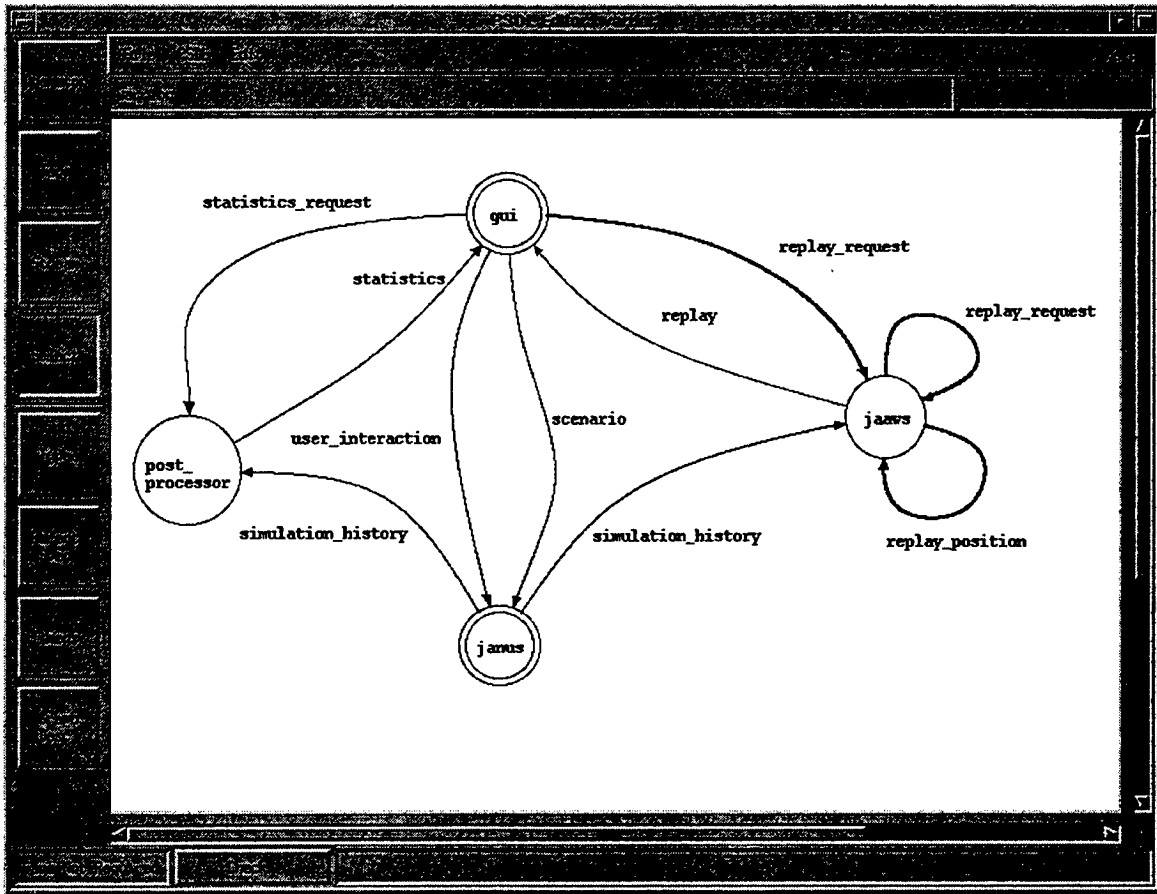 statistics_request
gui
replay_request
statistics
replay
replay_request
scenario
jaaws
user_interaction
post_
processor
simulation_history
simulation_history
replay_position
janus